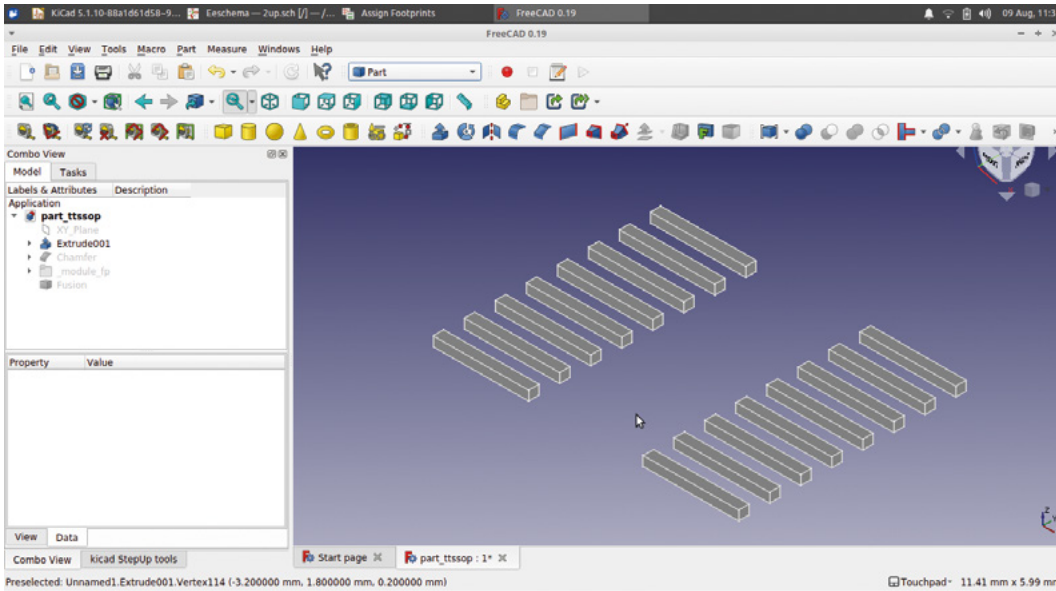 KiCad 5.1.10-88a1d61d58~9... Eeschema — 2up.sch [/] — /... Assign Footprints FreeCAD 0.19 09 Aug, 11:3
FreeCAD 0.19
File Edit View Tools Macro Part Measure Windows Help
Part
Combo View
Model Tasks
Labels & Attributes Description
Application
part_ttssop
XY_Plane
Extrude001
Chamfer
_module_fp
Fusion
Property Value
View Data
Combo View kicad StepUp tools Start page part_ttssop : 1*
Preselected: Unnamed1.Extrude001.Vertex114 (-3.200000 mm, 1.800000 mm, 0.200000 mm) Touchpad 11.41 mm x 5.99 mm